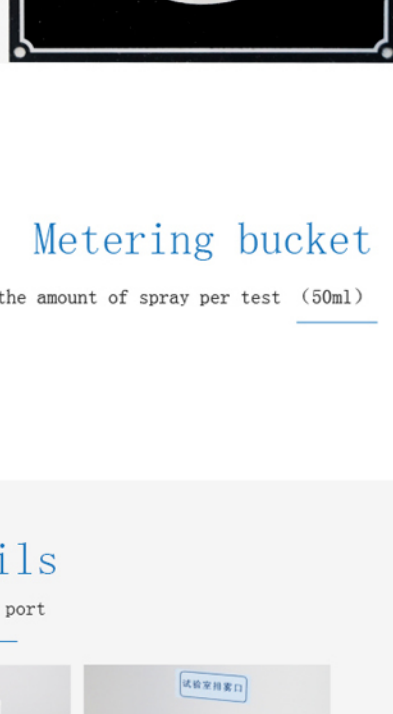 Metering bucket
the amount of spray per test （50ml）
ils
port
试验室排雾口